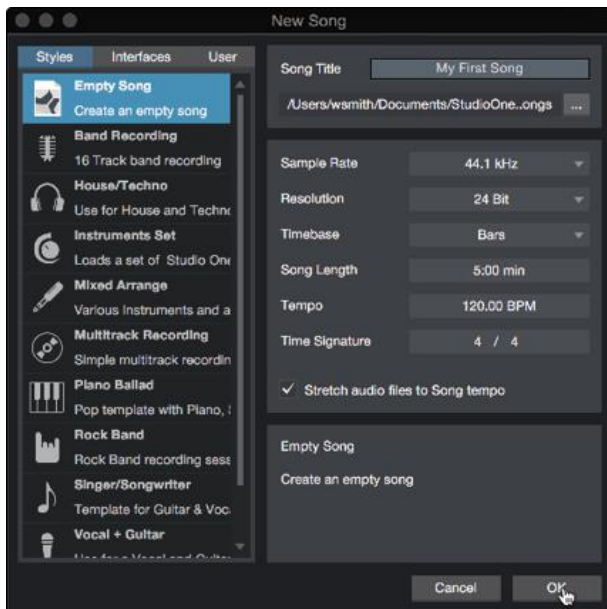 New Song
Styles Interfaces User
Empty Song
Create an empty song
Band Recording
16 Track band recording
House/Techno
Use for House and Techno
Instruments Set
Loads a set of Studio One
Mixed Arrange
Various Instruments and a
Multitrack Recording
Simple multitrack recordin
Piano Ballad
Pop template with Piano,
Rock Band
Rock Band recording sess
Singer/Songwriter
Template for Guitar & Voc
Vocal + Guitar
Song Title My First Song
/Users/wsmith/Documents/StudioOne..ongs ...
Sample Rate 44.1 kHz
Resolution 24 Bit
Timebase Bars
Song Length 5:00 min
Tempo 120.00 BPM
Time Signature 4 / 4
Stretch audio files to Song tempo
Empty Song
Create an empty song
Cancel OK